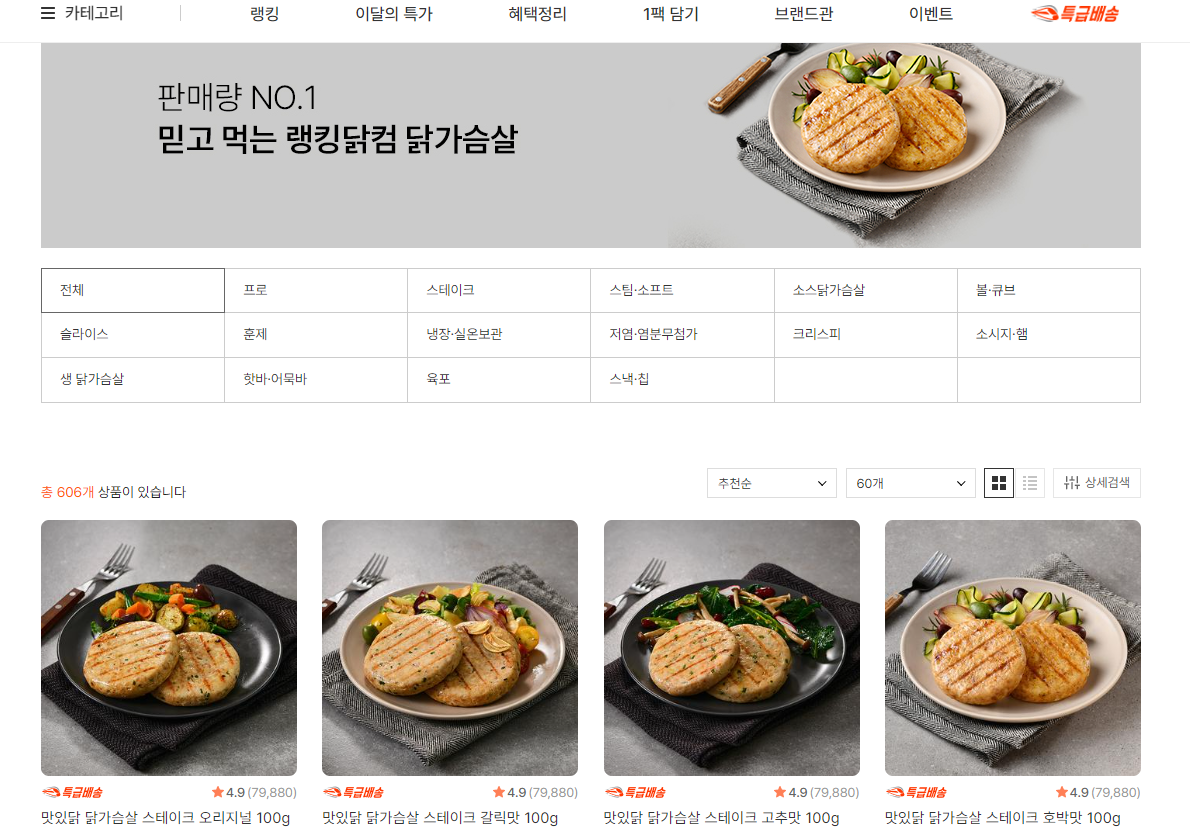 카테고리 랭킹 이달의 특가 혜택정리 1팩 담기 브랜드관 이벤트 특급배송
판매량 NO.1
믿고 먹는 랭킹닭컴 닭가슴살
전체 프로 스테이크 스팀·소프트 소스닭가슴살 볼·큐브
슬라이스 훈제 냉장·실온보관 저염·염분무첨가 크리스피 소시지·햄
생 닭가슴살 핫바·어묵바 육포 스낵·칩
총 606개 상품이 있습니다 추천순 60개 상세검색
특급배송 4.9 (79,880) 특급배송 4.9 (79,880) 특급배송 4.9 (79,880) 특급배송 4.9 (79,880)
맛있닭 닭가슴살 스테이크 오리지널 100g 맛있닭 닭가슴살 스테이크 갈릭맛 100g 맛있닭 닭가슴살 스테이크 고추맛 100g 맛있닭 닭가슴살 스테이크 호박맛 100g